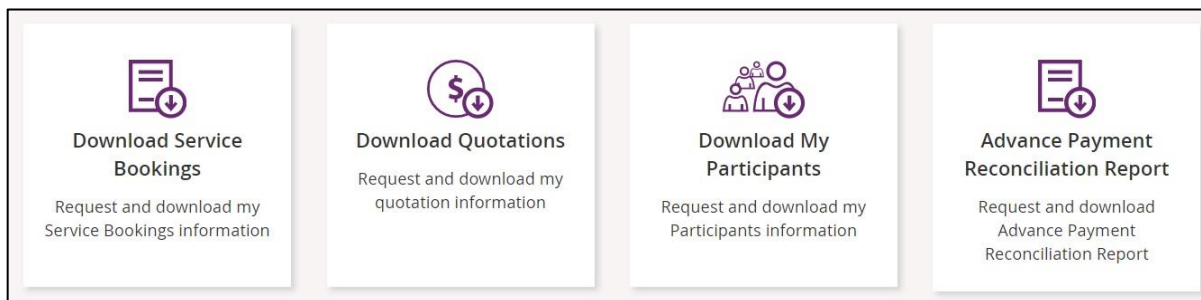 Download Service
Bookings
Request and download my
Service Bookings information
$
Download Quotations
Request and download my
quotation information
Download My
Participants
Request and download my
Participants information
Advance Payment
Reconciliation Report
Request and download
Advance Payment
Reconciliation Report